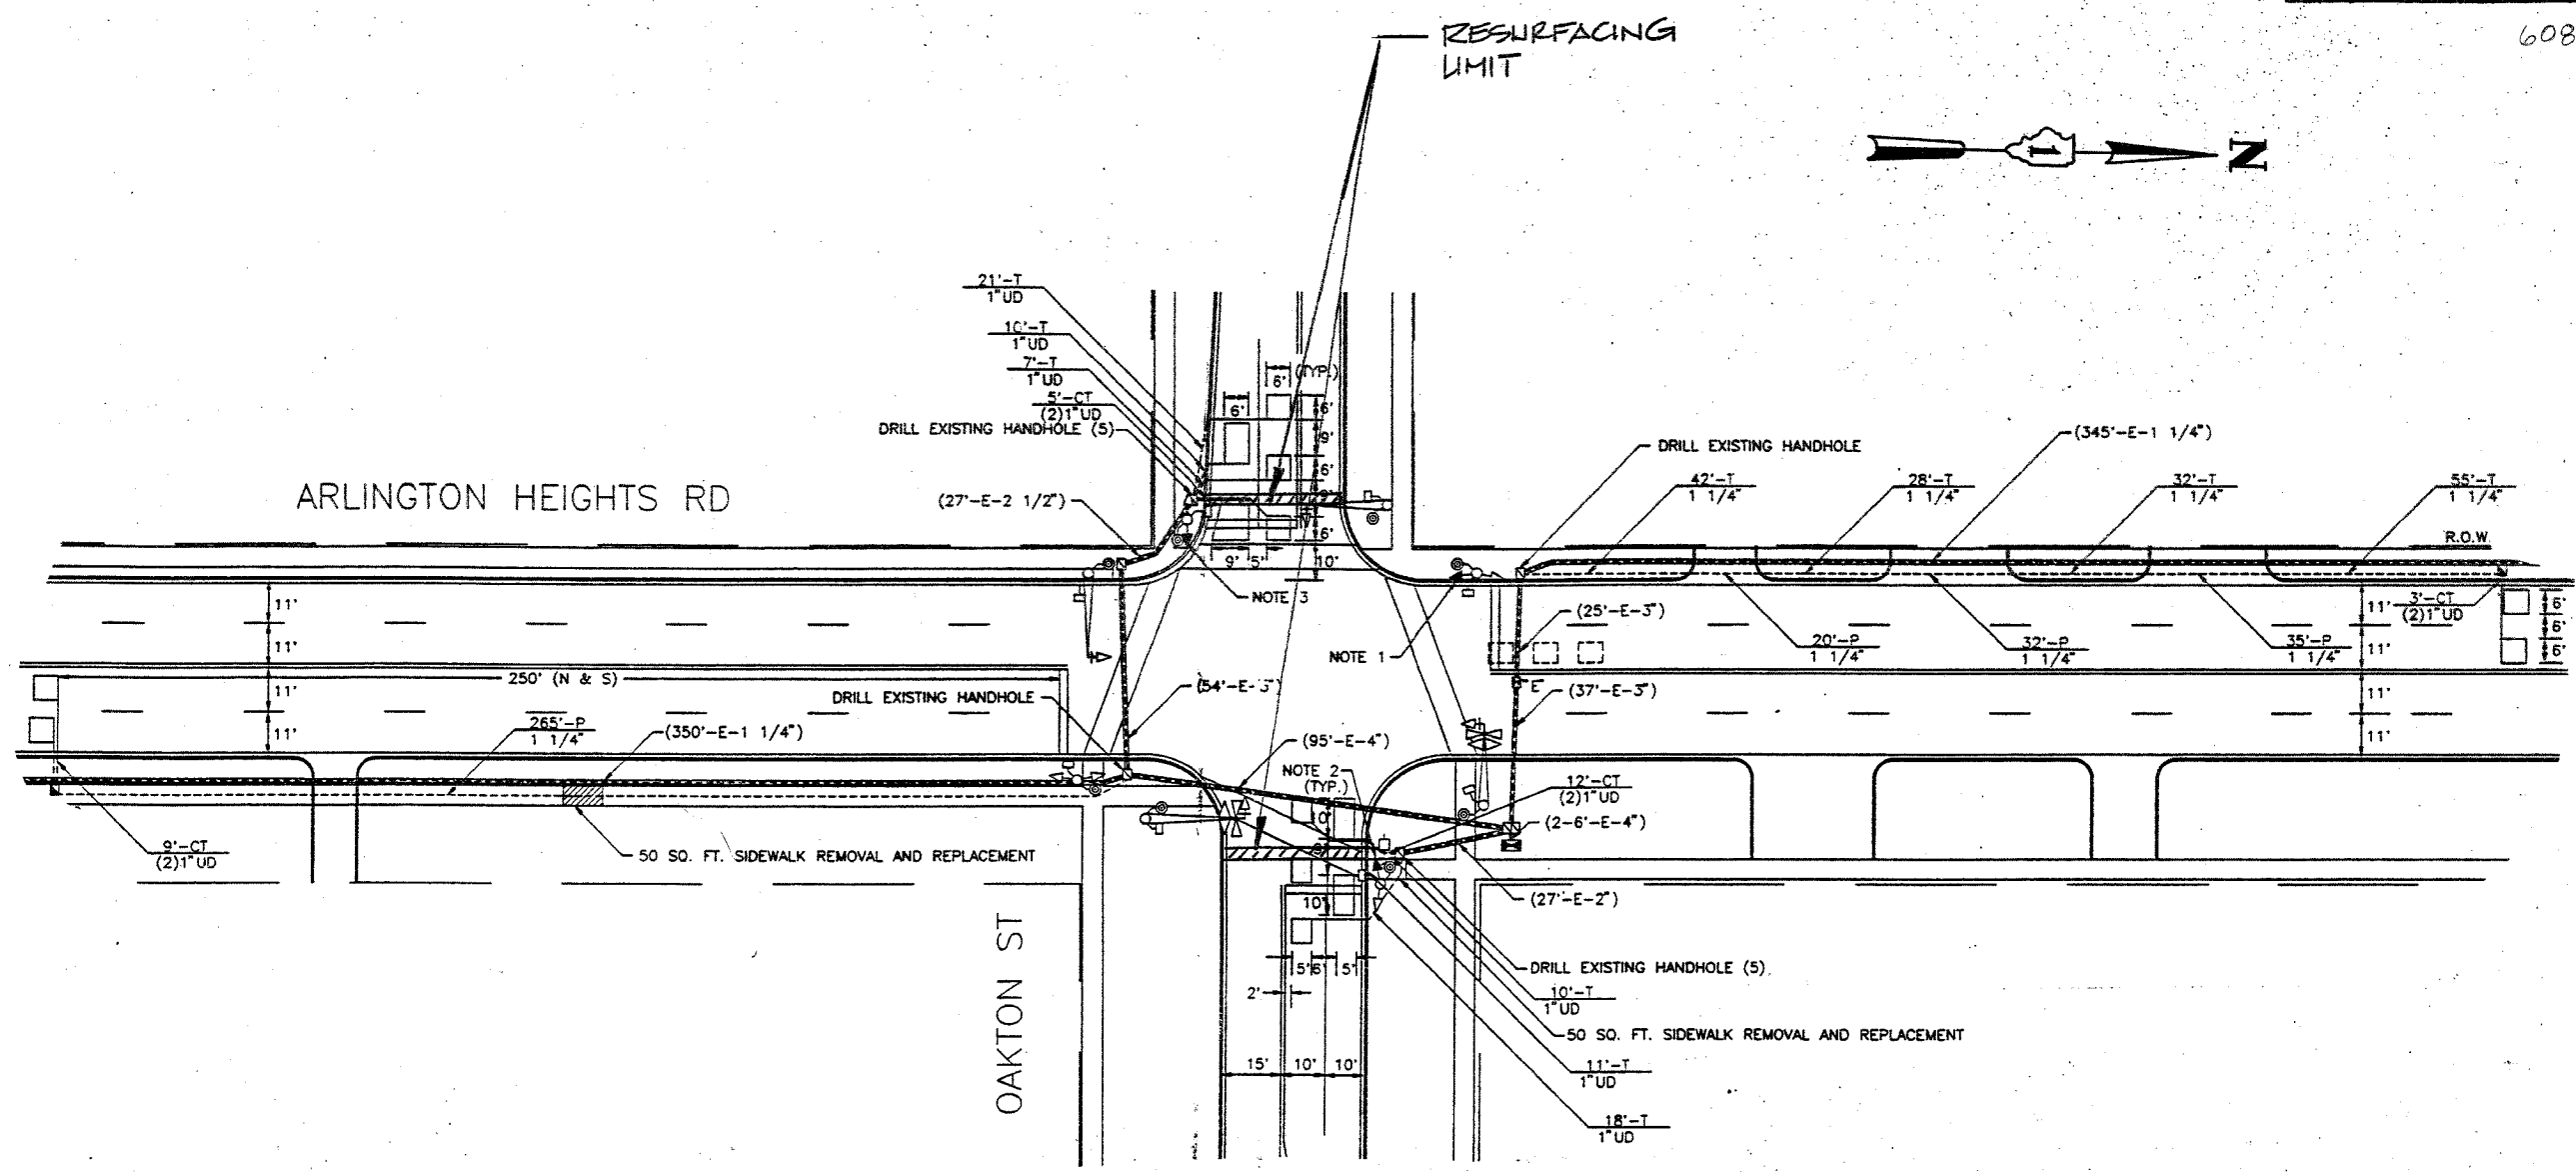 608
RESURFACING
LIMIT
N
21'-T
1"UD
10'-T
1"UD
7'-T
1"UD
5'-CT
(2)1"UD
DRILL EXISTING HANDHOLE (5)
6' (TYP.)
6'
6'
9'
6'
6'
9' 5'
10'
ARLINGTON HEIGHTS RD
(27'-E-2 1/2")
NOTE 3
DRILL EXISTING HANDHOLE
(345'-E-1 1/4")
42'-T
1 1/4"
28'-T
1 1/4"
32'-T
1 1/4"
55'-T
1 1/4"
R.O.W.
3'-CT
(2)1"UD
6'
6'
6'
11'
11'
11'
11'
11'
11'
11'
11'
(25'-E-3")
NOTE 1
20'-P
1 1/4"
32'-P
1 1/4"
35'-P
1 1/4"
250' (N & S)
DRILL EXISTING HANDHOLE
(54'-E-3")
"E"
(37'-E-3")
265'-P
1 1/4"
(350'-E-1 1/4")
(95'-E-4")
NOTE 2
(TYP.)
12'-CT
(2)1"UD
10'
(2-6'-E-4")
9'-CT
(2)1"UD
50 SQ. FT. SIDEWALK REMOVAL AND REPLACEMENT
(27'-E-2")
10'
OAKTON ST
5' 6' 5'
2'
DRILL EXISTING HANDHOLE (5)
10'-T
1"UD
50 SQ. FT. SIDEWALK REMOVAL AND REPLACEMENT
11'-T
1"UD
15' 10' 10'
18'-T
1"UD